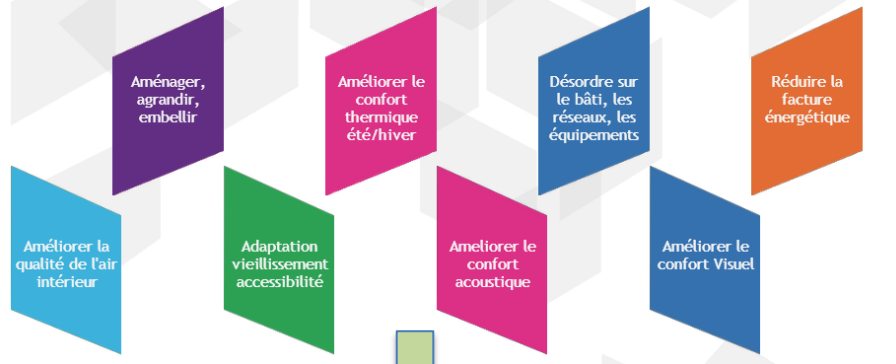 Aménager,
agrandir,
embellir
Améliorer le
confort
thermique
été/hiver
Désordre sur
le bâti, les
réseaux, les
équipements
Réduire la
facture
énergétique
Améliorer la
qualité de l'air
intérieur
Adaptation
vieillissement
accessibilité
Ameliorer le
confort
acoustique
Améliorer le
confort Visuel